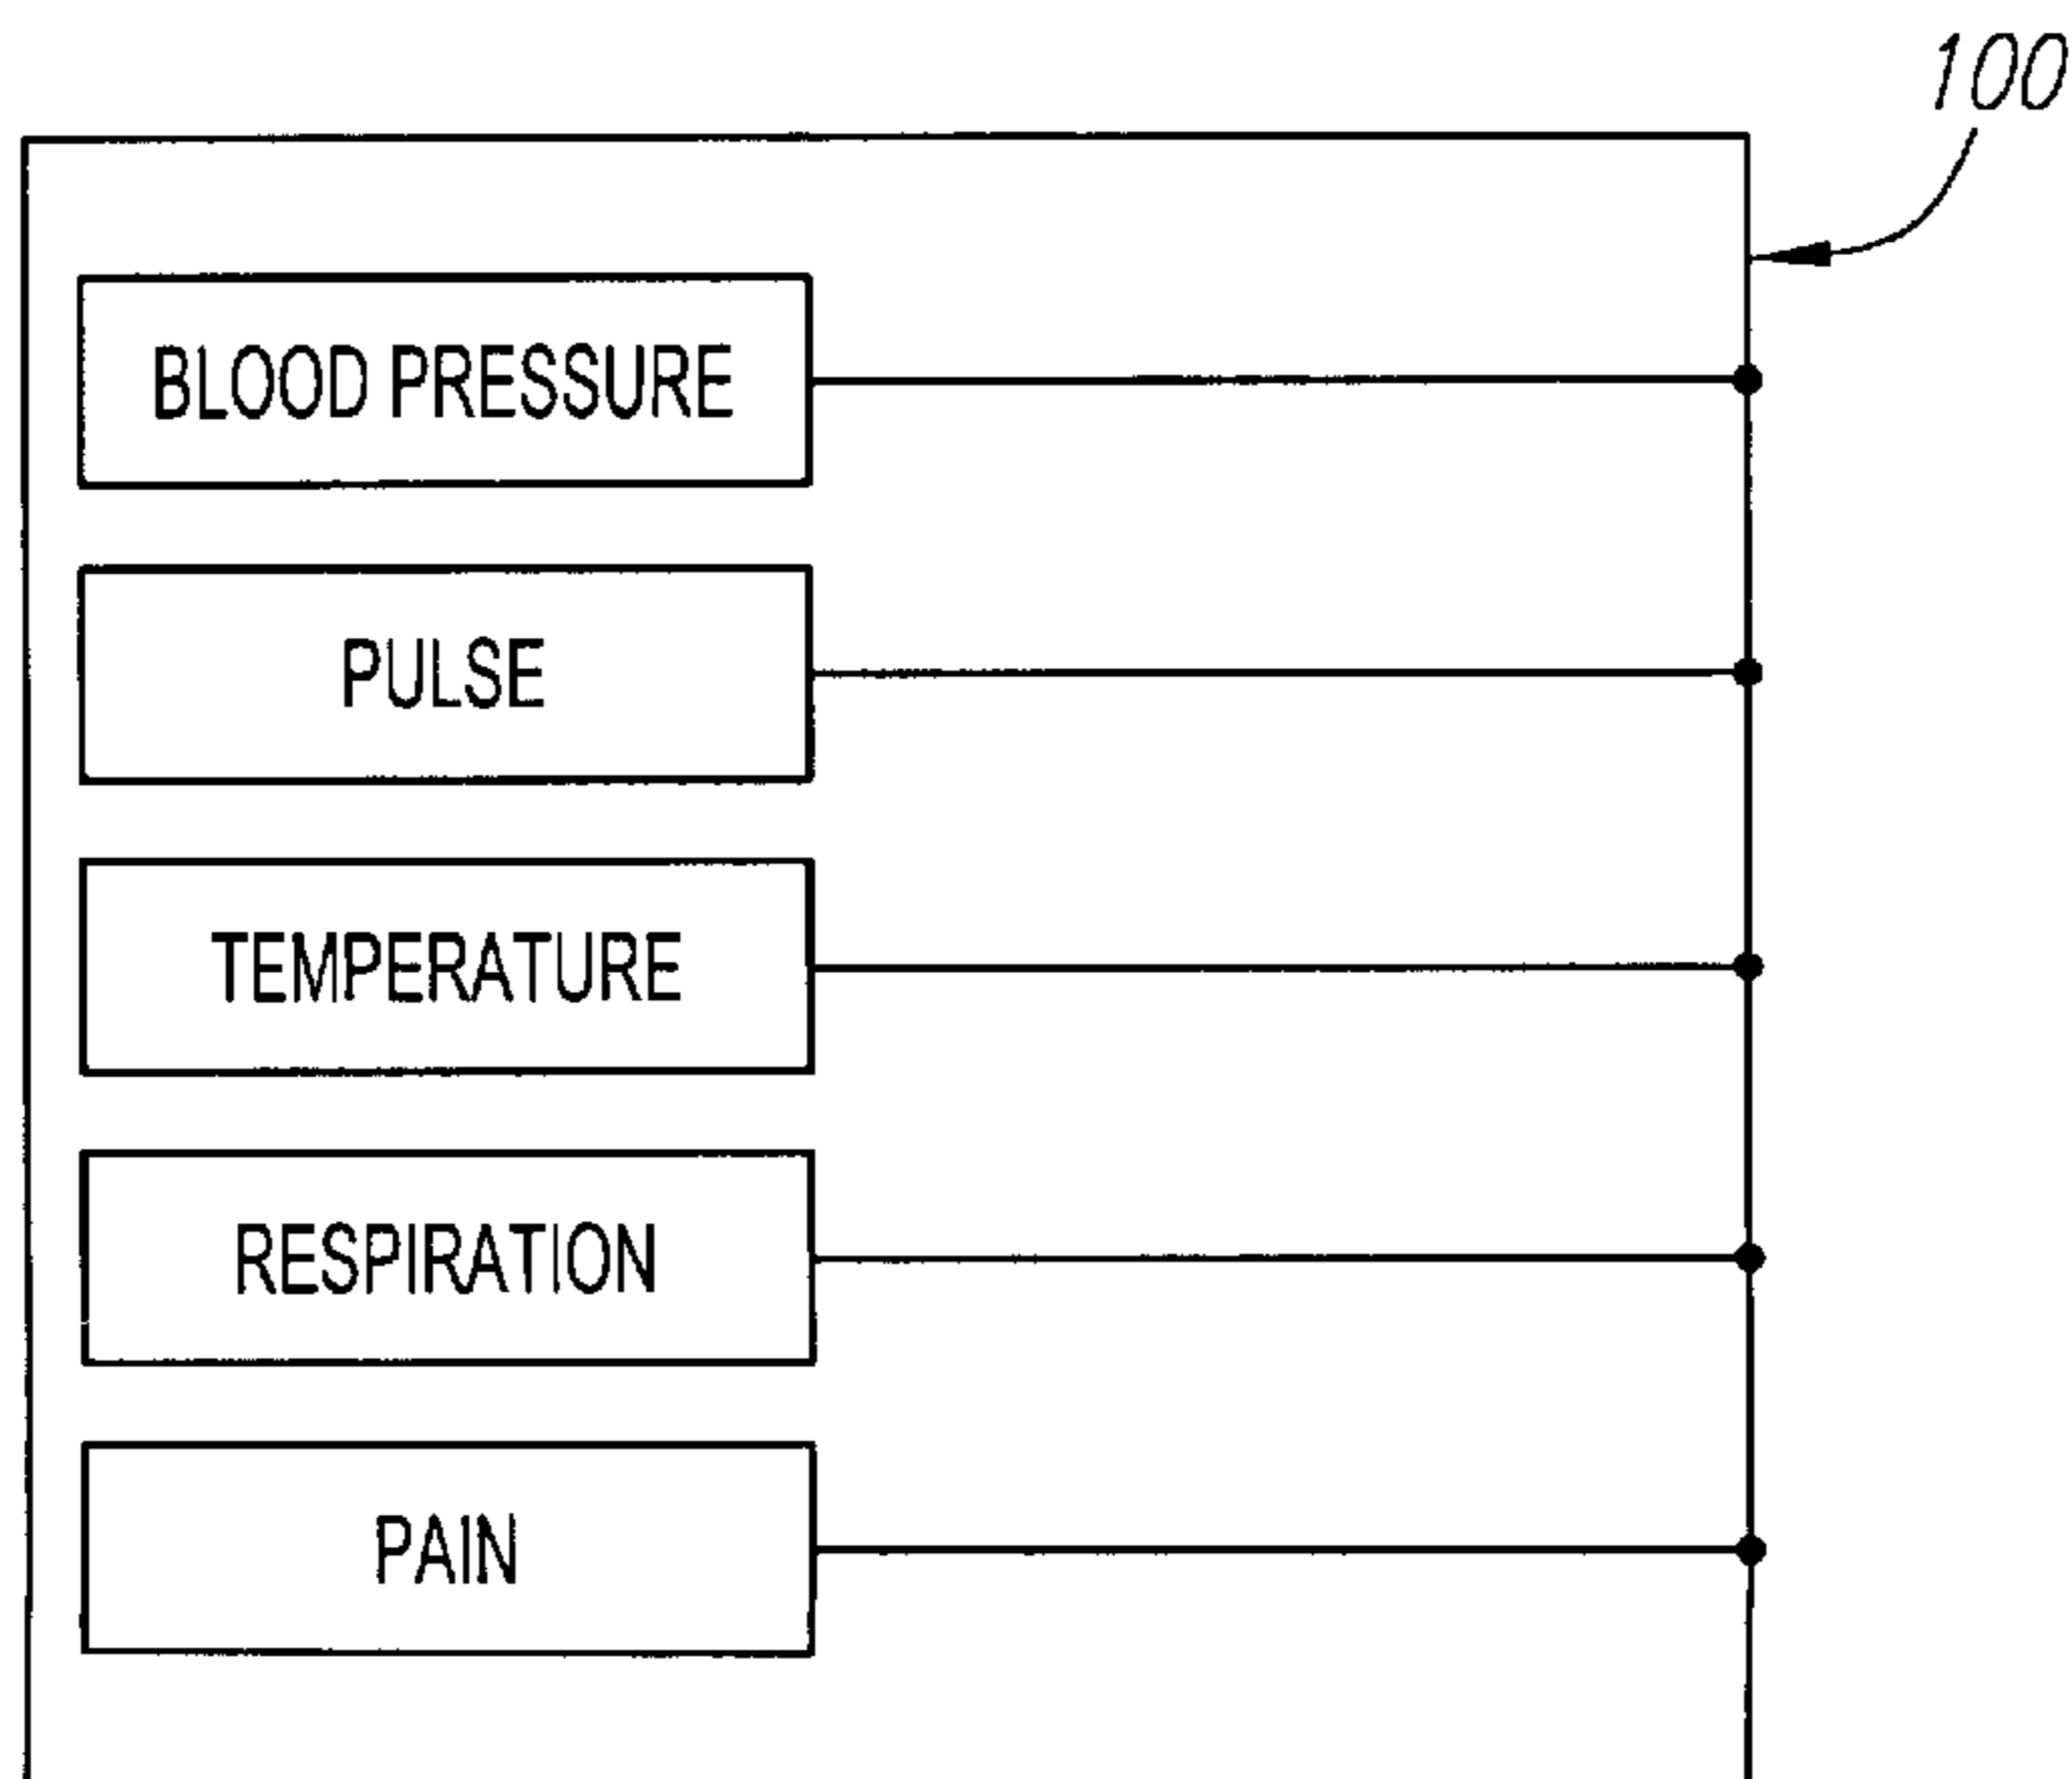 100
BLOOD PRESSURE
PULSE
TEMPERATURE
RESPIRATION
PAIN